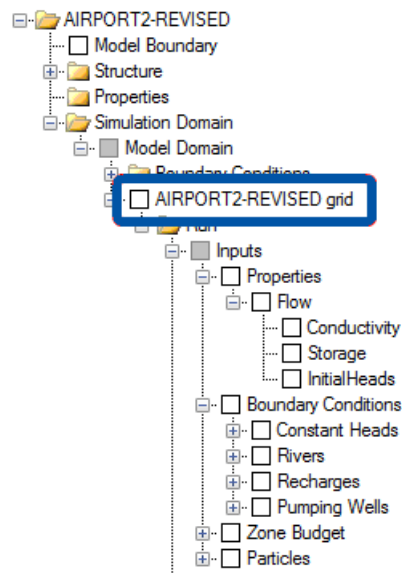 AIRPORT2-REVISED
Model Boundary
Structure
Properties
Simulation Domain
Model Domain
Boundary Conditions
AIRPORT2-REVISED grid
Run
Inputs
Properties
Flow
Conductivity
Storage
InitialHeads
Boundary Conditions
Constant Heads
Rivers
Recharges
Pumping Wells
Zone Budget
Particles